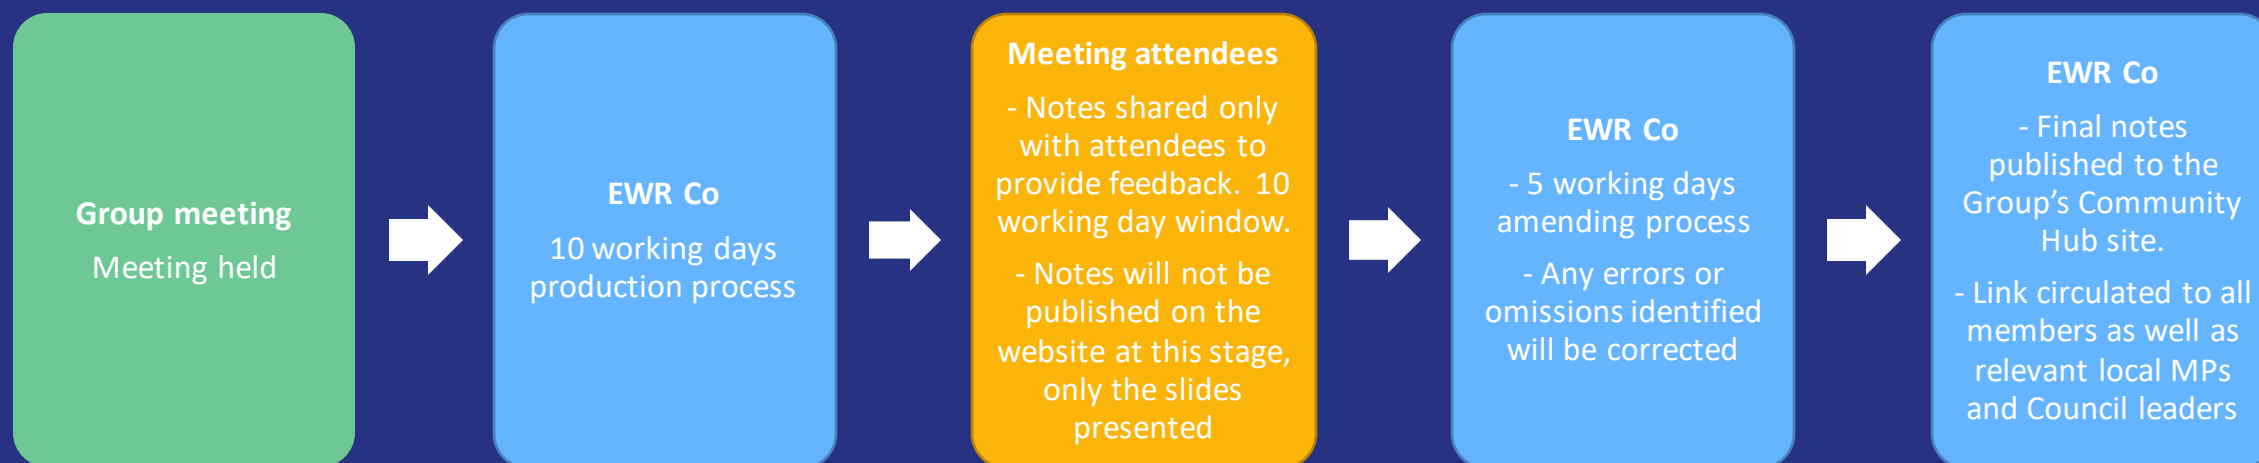 Group meeting
Meeting held
EWR Co
10 working days
production process
Meeting attendees
- Notes shared only
with attendees to
provide feedback.  10
working day window.
- Notes will not be
published on the
website at this stage,
only the slides
presented
EWR Co
- 5 working days
amending process
- Any errors or
omissions identified
will be corrected
EWR Co
- Final notes
published to the
Group’s Community
Hub site.
- Link circulated to all
members as well as
relevant local MPs
and Council leaders